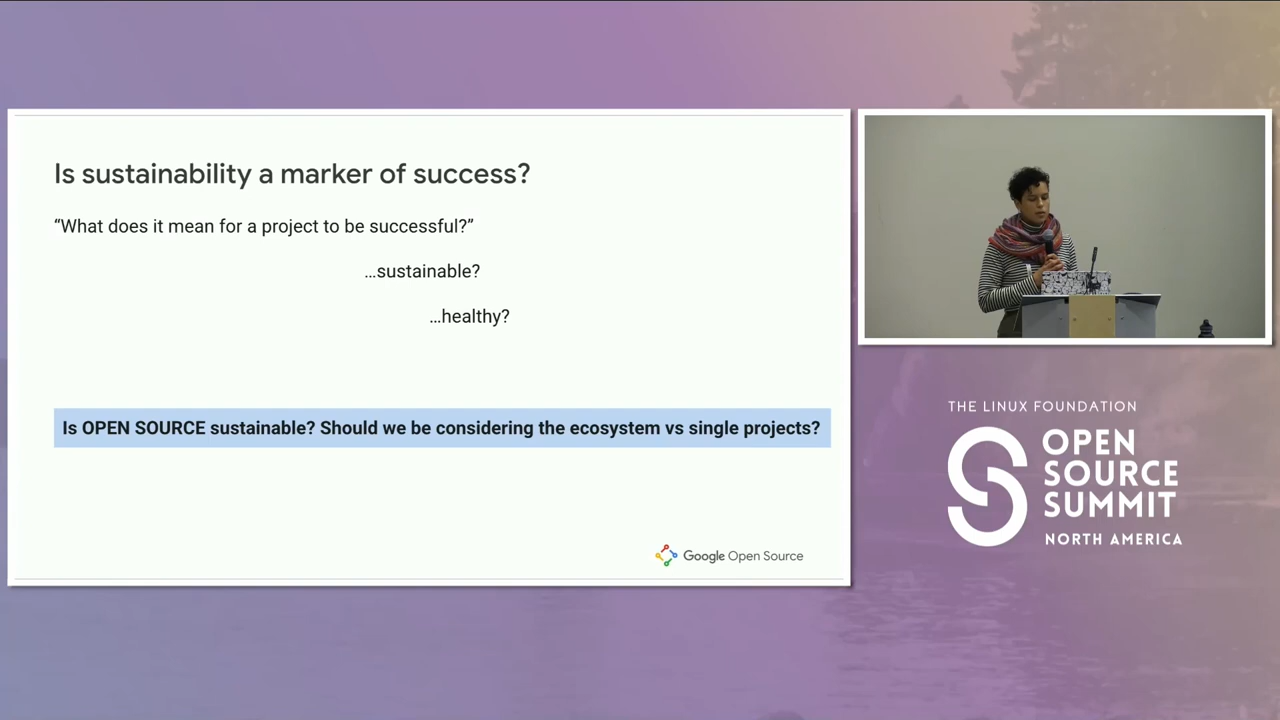 Is sustainability a marker of success?
“What does it mean for a project to be successful?”
…sustainable?
…healthy?
Is OPEN SOURCE sustainable? Should we be considering the ecosystem vs single projects?
Google Open Source
THE LINUX FOUNDATION
OPEN
SOURCE
SUMMIT
NORTH AMERICA